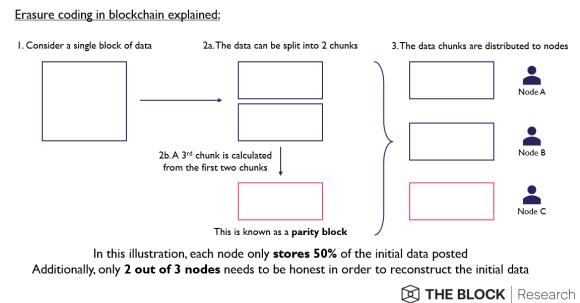 Erasure coding in blockchain explained:
1. Consider a single block of data
2a. The data can be split into 2 chunks
3. The data chunks are distributed to nodes
Node A
Node B
2b. A 3rd chunk is calculated
from the first two chunks
Node C
This is known as a parity block
In this illustration, each node only stores 50% of the initial data posted
Additionally, only 2 out of 3 nodes needs to be honest in order to reconstruct the initial data
THE BLOCK | Research